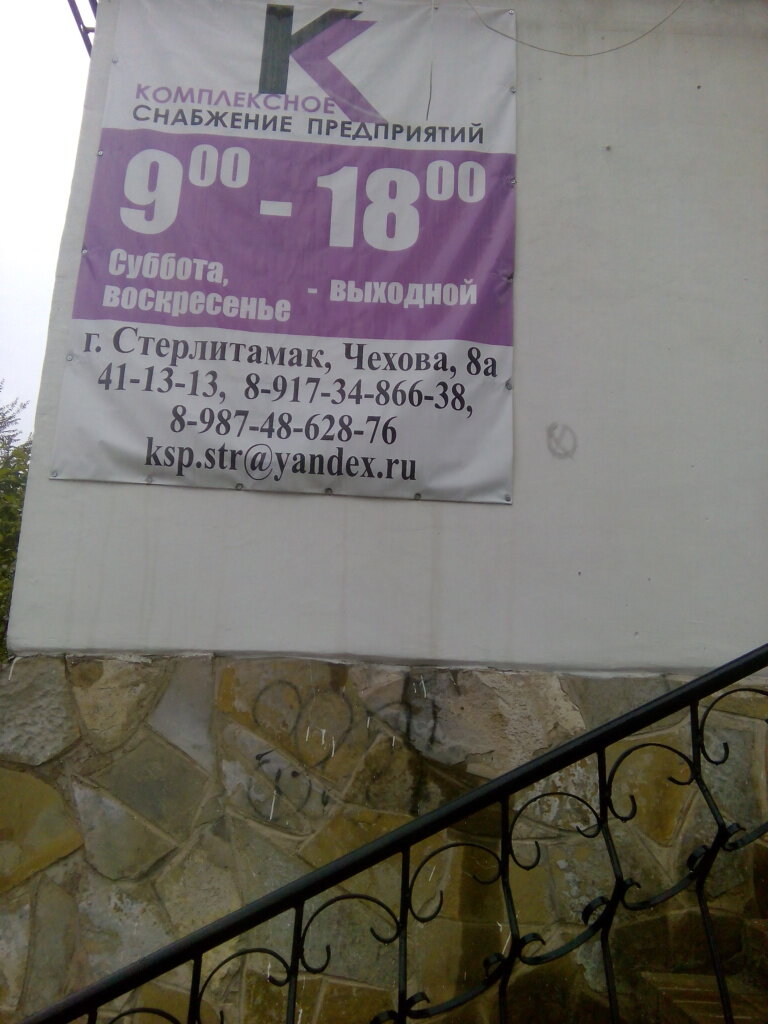 К
КОМПЛЕКСНОЕ
СНАБЖЕНИЕ ПРЕДПРИЯТИЙ
9⁰⁰ - 18⁰⁰
Суббота,
воскресенье - выходной
г. Стерлитамак, Чехова, 8а
41-13-13, 8-917-34-866-38,
8-987-48-628-76
ksp.str@yandex.ru